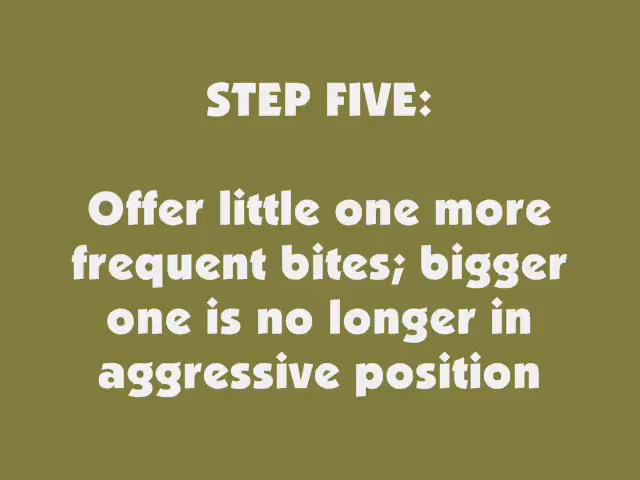 STEP FIVE:
Offer little one more
frequent bites; bigger
one is no longer in
aggressive position